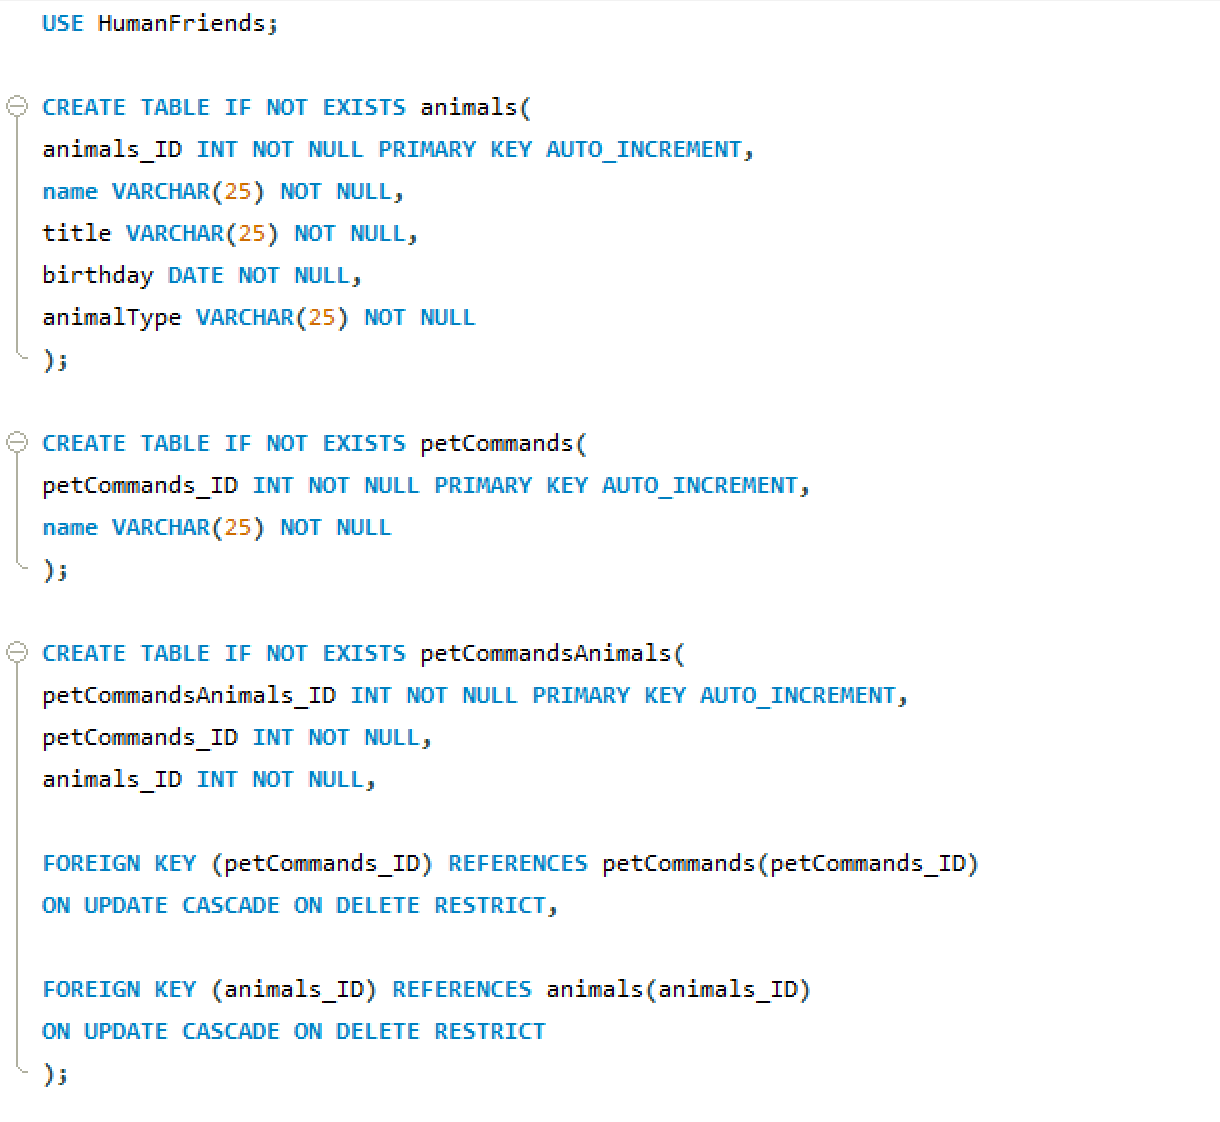 USE HumanFriends;
CREATE TABLE IF NOT EXISTS animals(
animals_ID INT NOT NULL PRIMARY KEY AUTO_INCREMENT,
name VARCHAR(25) NOT NULL,
title VARCHAR(25) NOT NULL,
birthday DATE NOT NULL,
animalType VARCHAR(25) NOT NULL
);
CREATE TABLE IF NOT EXISTS petCommands(
petCommands_ID INT NOT NULL PRIMARY KEY AUTO_INCREMENT,
name VARCHAR(25) NOT NULL
);
CREATE TABLE IF NOT EXISTS petCommandsAnimals(
petCommandsAnimals_ID INT NOT NULL PRIMARY KEY AUTO_INCREMENT,
petCommands_ID INT NOT NULL,
animals_ID INT NOT NULL,
FOREIGN KEY (petCommands_ID) REFERENCES petCommands(petCommands_ID)
ON UPDATE CASCADE ON DELETE RESTRICT,
FOREIGN KEY (animals_ID) REFERENCES animals(animals_ID)
ON UPDATE CASCADE ON DELETE RESTRICT
);